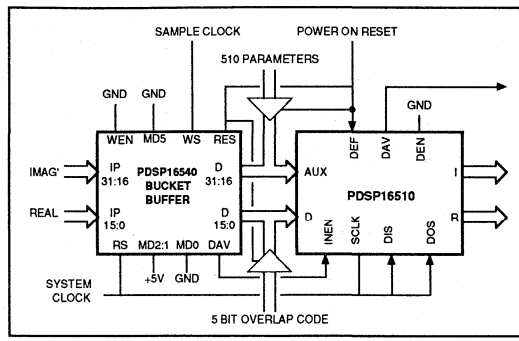 SAMPLE CLOCK
POWER ON RESET
510 PARAMETERS
GND
GND
GND
WEN
MD5
WS
RES
DEF
DAV
DEN
IMAG'
IP
31:16
PDSP16540
BUCKET
BUFFER
D
31:16
AUX
PDSP16510
I
REAL
IP
15:0
D
15:0
D
R
RS
MD2:1
MD0
DAV
INEN
SCLK
DIS
DOS
SYSTEM
CLOCK
+5V
GND
5 BIT OVERLAP CODE